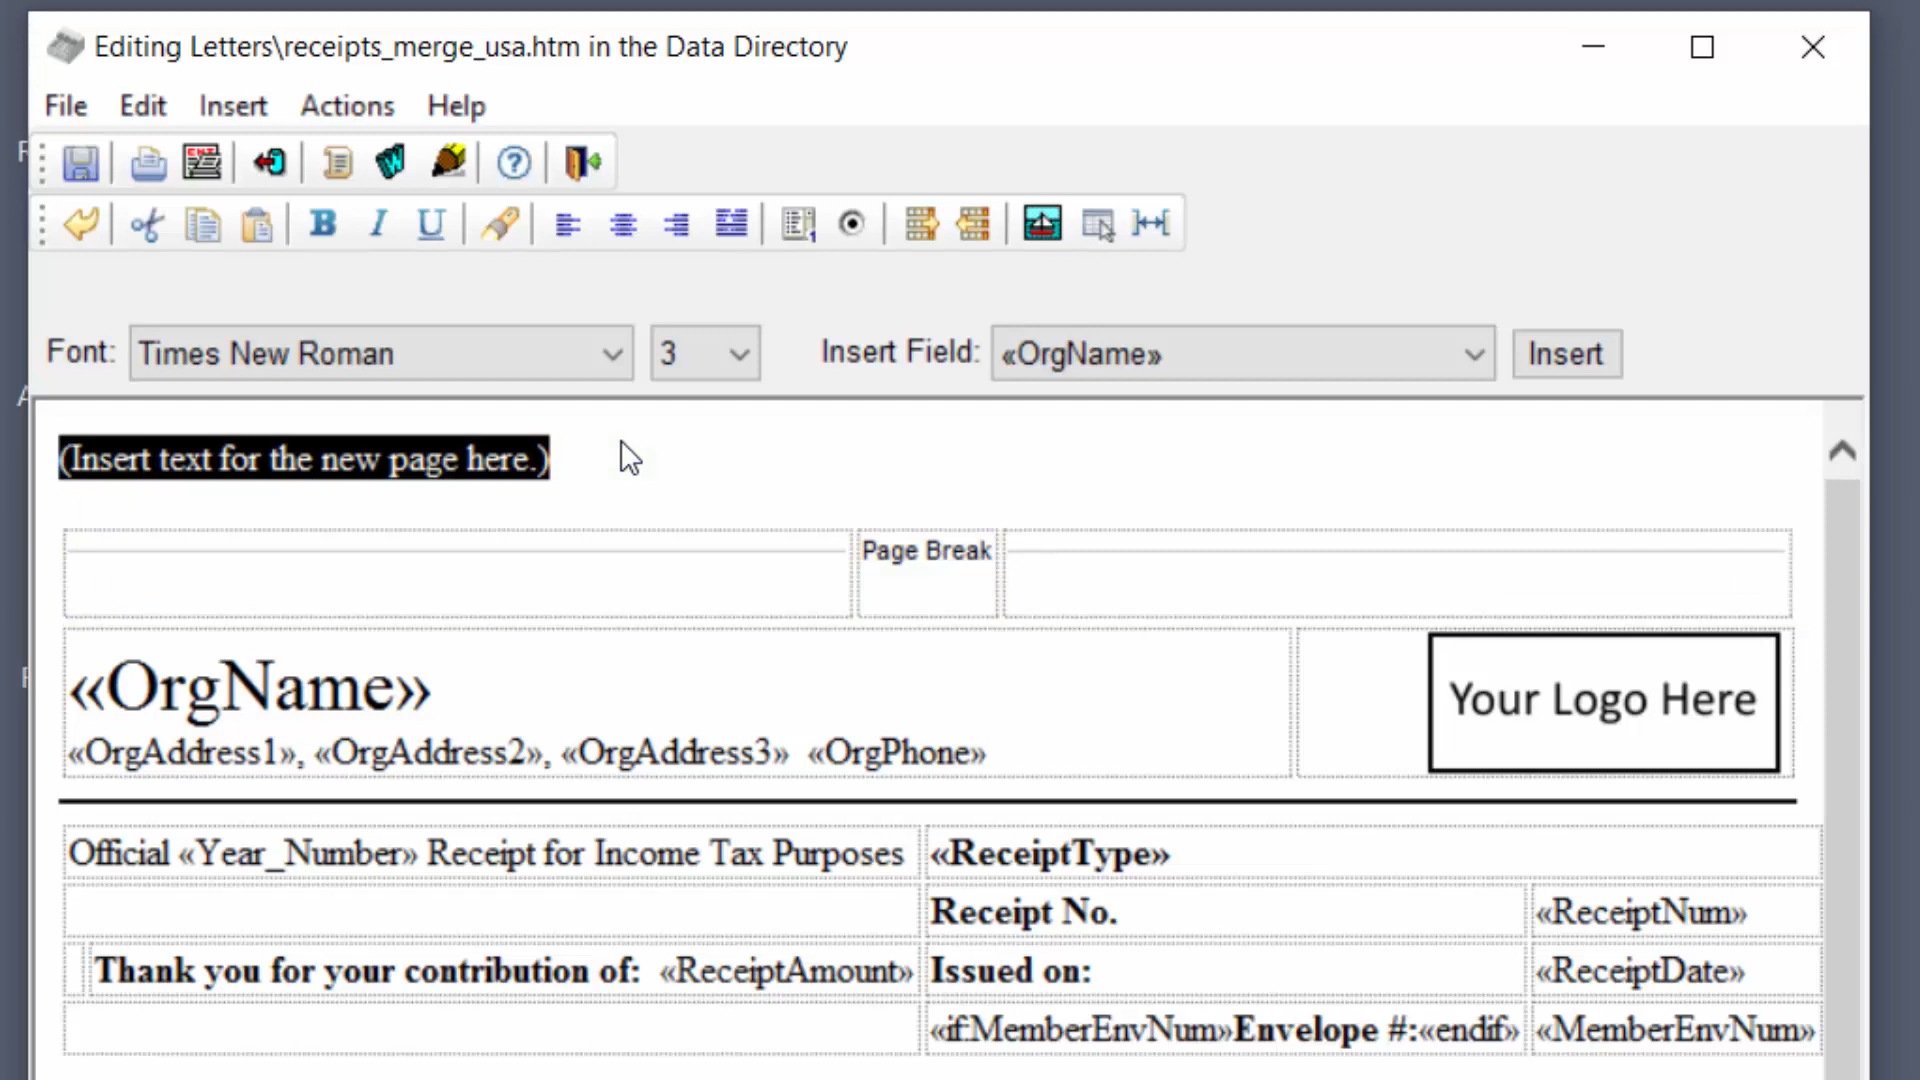 Editing Letters\receipts_merge_usa.htm in the Data Directory
File Edit Insert Actions Help
B I U
Font: Times New Roman 3 Insert Field: «OrgName» Insert
(Insert text for the new page here.)
Page Break
«OrgName»
Your Logo Here
«OrgAddress1», «OrgAddress2», «OrgAddress3» «OrgPhone»
Official «Year_Number» Receipt for Income Tax Purposes «ReceiptType»
Receipt No. «ReceiptNum»
Thank you for your contribution of: «ReceiptAmount» Issued on: «ReceiptDate»
«if:MemberEnvNum»Envelope #:«endif» «MemberEnvNum»